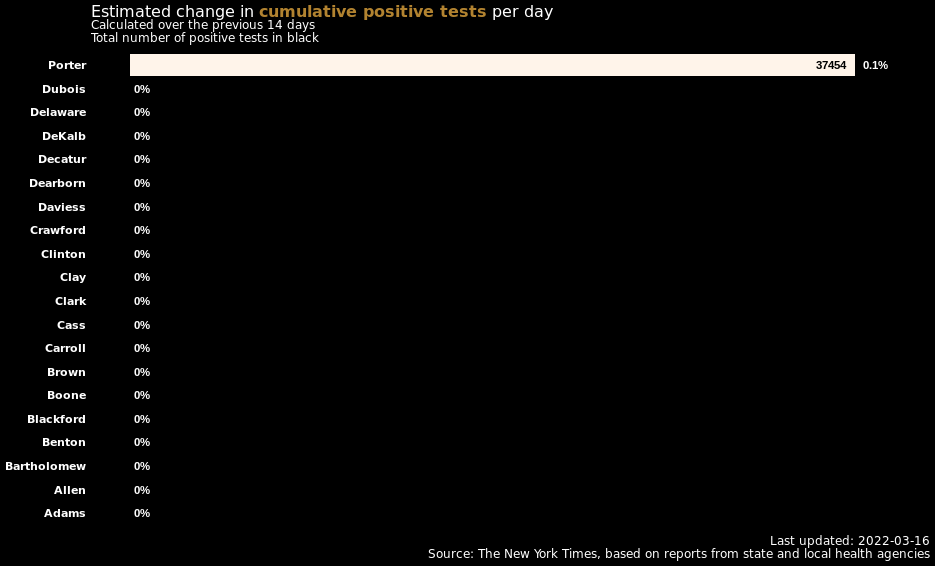 Estimated change in cumulative positive tests per day
Calculated over the previous 14 days
Total number of positive tests in black
Porter 37454 0.1%
Dubois 0%
Delaware 0%
DeKalb 0%
Decatur 0%
Dearborn 0%
Daviess 0%
Crawford 0%
Clinton 0%
Clay 0%
Clark 0%
Cass 0%
Carroll 0%
Brown 0%
Boone 0%
Blackford 0%
Benton 0%
Bartholomew 0%
Allen 0%
Adams 0%
Last updated: 2022-03-16
Source: The New York Times, based on reports from state and local health agencies